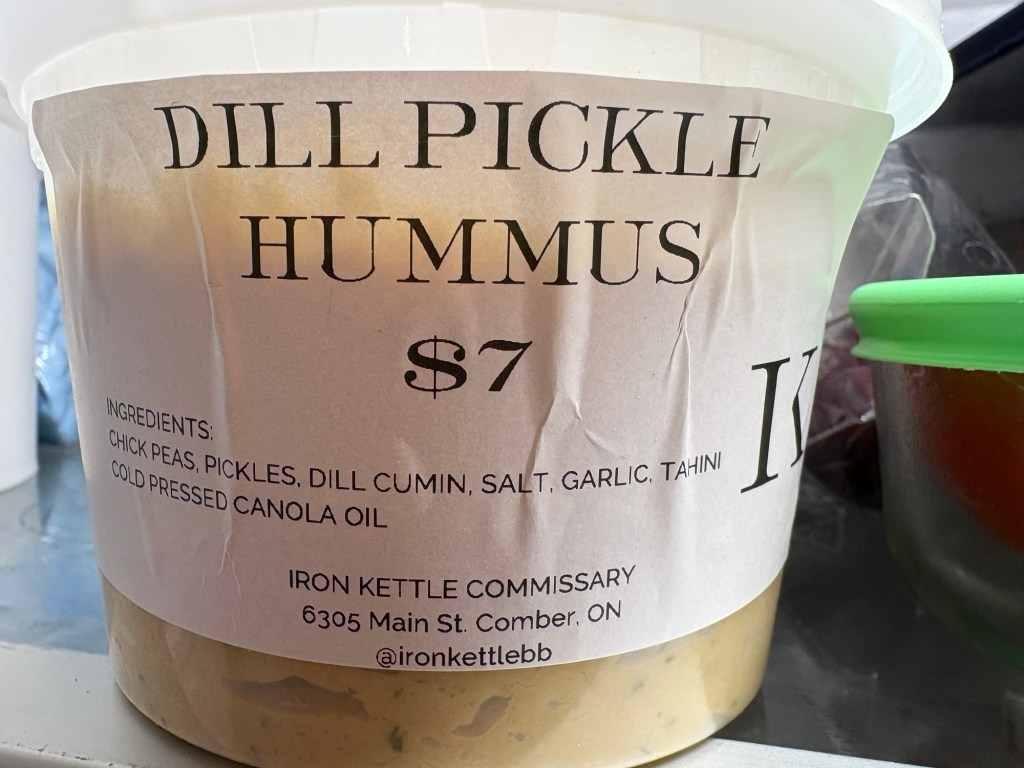 DILL PICKLE
HUMMUS
$7
INGREDIENTS:
CHICK PEAS, PICKLES, DILL CUMIN, SALT, GARLIC, TAHINI
COLD PRESSED CANOLA OIL
K
IRON KETTLE COMMISSARY
6305 Main St. Comber, ON
@ironkettlebb